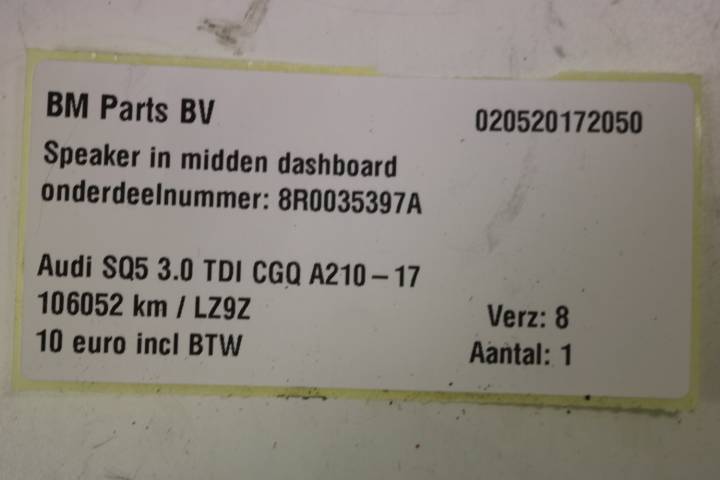 BM Parts BV 020520172050
Speaker in midden dashboard
onderdeelnummer: 8R0035397A
Audi SQ5 3.0 TDI CGQ A210-17
106052 km / LZ9Z Verz: 8
10 euro incl BTW Aantal: 1